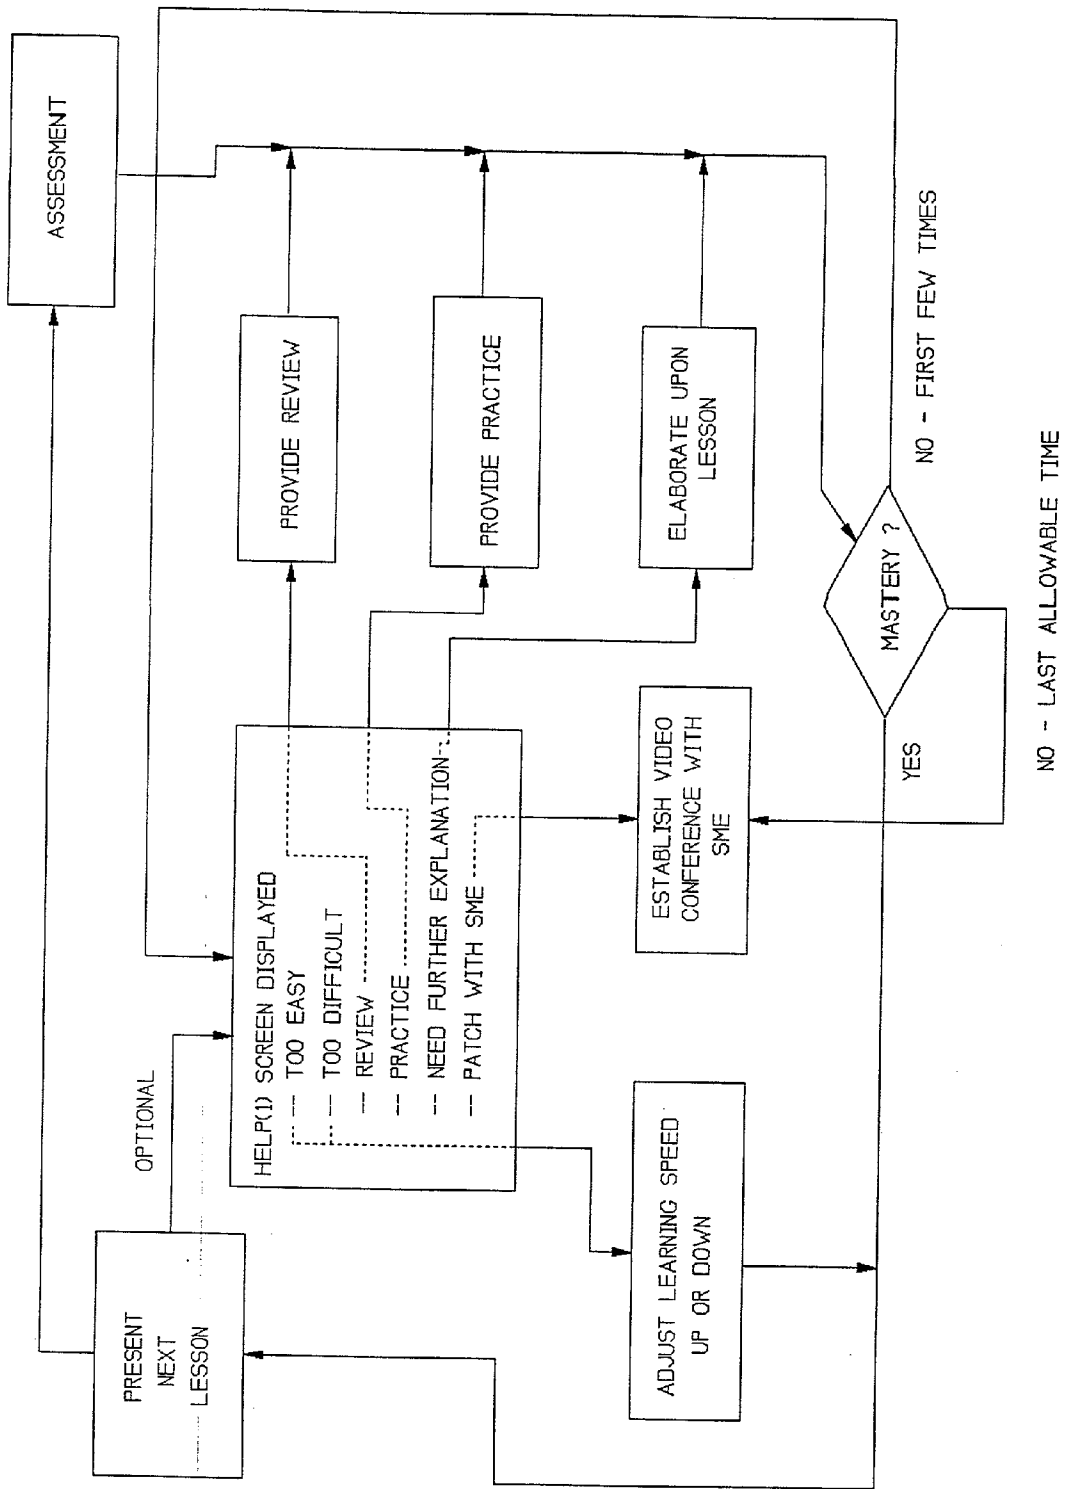 ASSESSMENT
PRESENT
NEXT
LESSON
OPTIONAL
HELP(1) SCREEN DISPLAYED
-- TOO EASY
-- TOO DIFFICULT
-- REVIEW
-- PRACTICE
-- NEED FURTHER EXPLANATION
-- PATCH WITH SME
PROVIDE REVIEW
PROVIDE PRACTICE
ELABORATE UPON
LESSON
ADJUST LEARNING SPEED
UP OR DOWN
ESTABLISH VIDEO
CONFERENCE WITH
SME
MASTERY ?
YES
NO - FIRST FEW TIMES
NO - LAST ALLOWABLE TIME